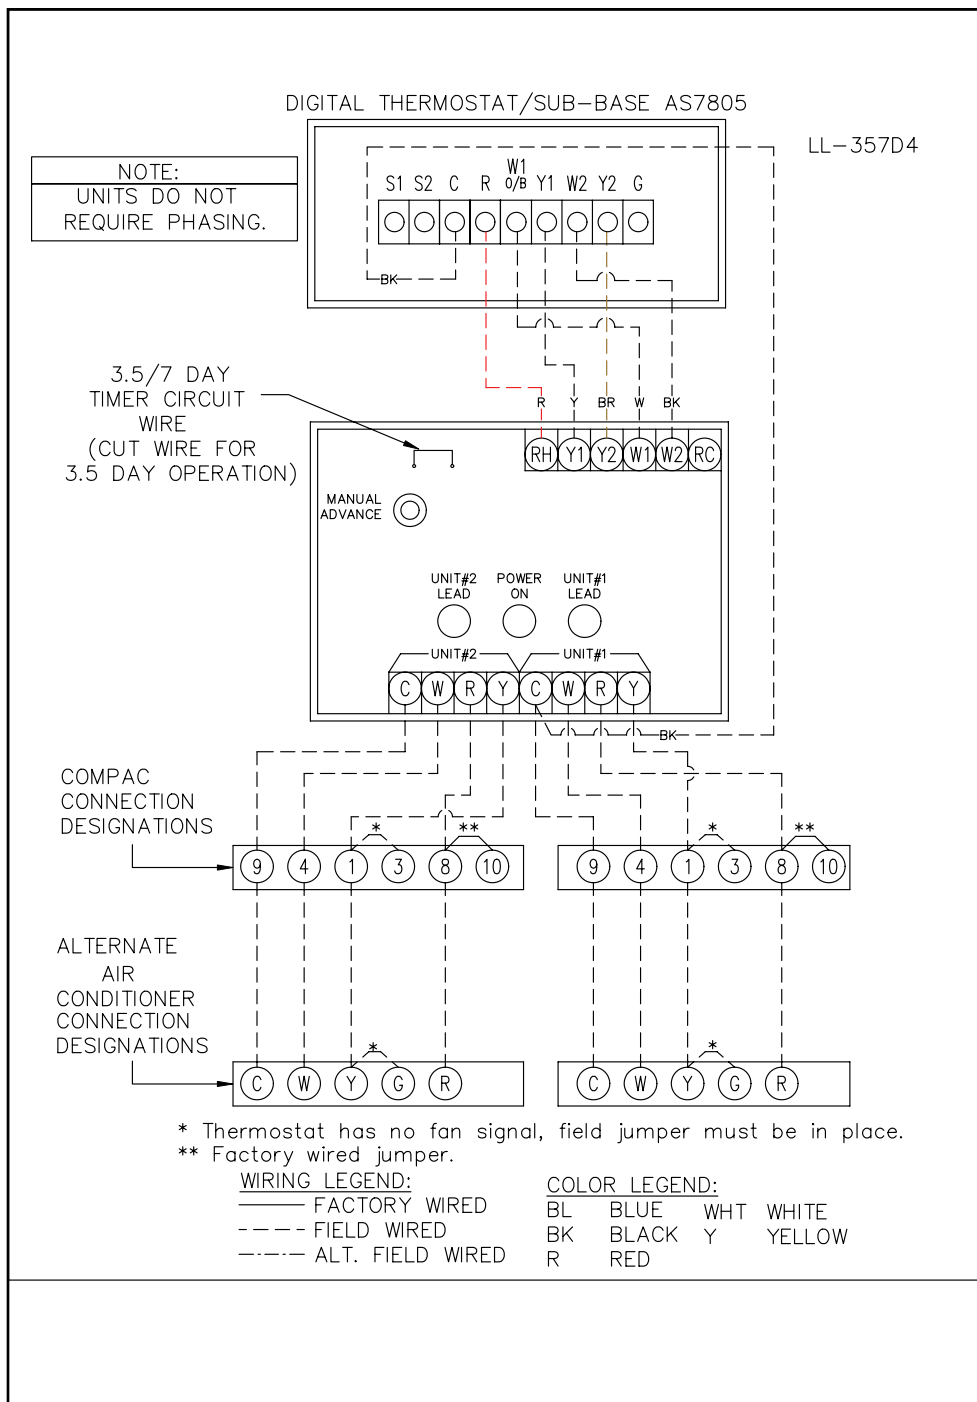 DIGITAL THERMOSTAT/SUB-BASE AS7805
LL-357D4
NOTE:
UNITS DO NOT
REQUIRE PHASING.
W1
S1 S2 C R O/B Y1 W2 Y2 G
BK
3.5/7 DAY
TIMER CIRCUIT
WIRE
(CUT WIRE FOR
3.5 DAY OPERATION)
R Y BR W BK
RH Y1 Y2 W1 W2 RC
MANUAL
ADVANCE
UNIT#2
LEAD
POWER
ON
UNIT#1
LEAD
UNIT#2 UNIT#1
C W R Y C W R Y
BK
COMPAC
CONNECTION
DESIGNATIONS
* ** * **
9 4 1 3 8 10 9 4 1 3 8 10
ALTERNATE
AIR
CONDITIONER
CONNECTION
DESIGNATIONS
* *
C W Y G R C W Y G R
* Thermostat has no fan signal, field jumper must be in place.
** Factory wired jumper.
WIRING LEGEND:
FACTORY WIRED
FIELD WIRED
ALT. FIELD WIRED
COLOR LEGEND:
BL BLUE WHT WHITE
BK BLACK Y YELLOW
R RED